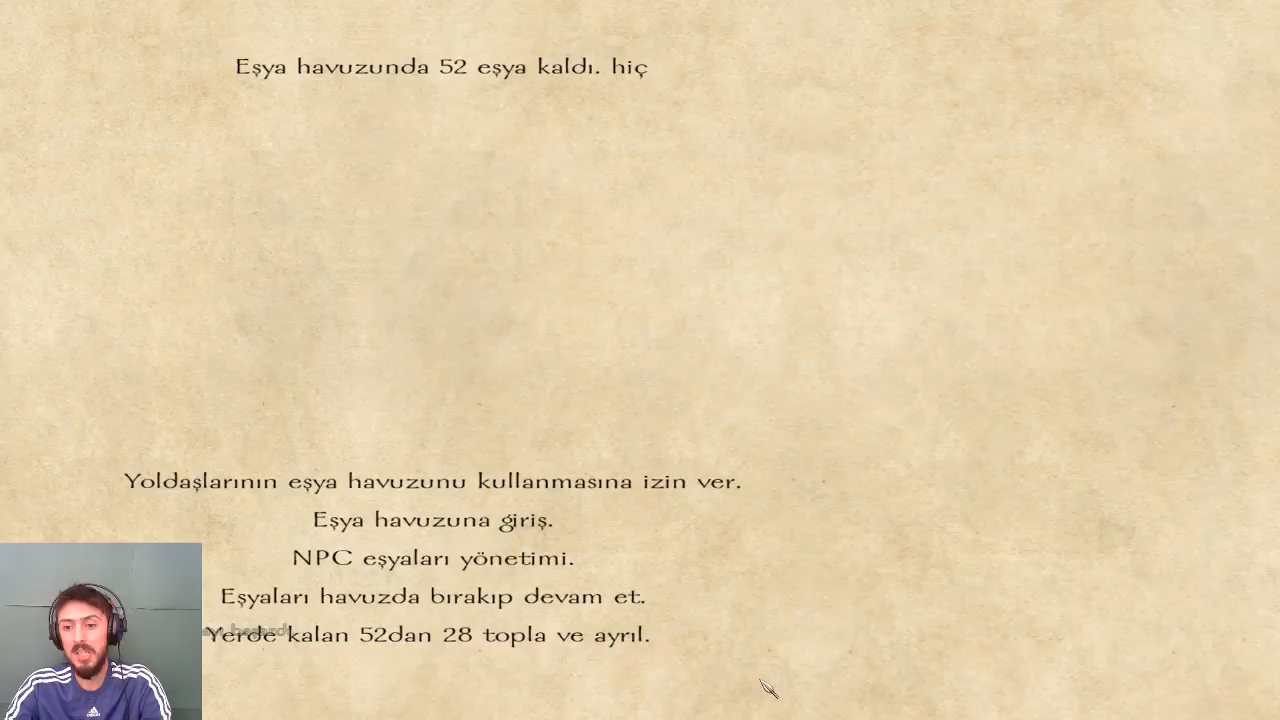 Eşya havuzunda 52 eşya kaldı. hiç
Yoldaşlarının eşya havuzunu kullanmasına izin ver.
Eşya havuzuna giriş.
NPC eşyaları yönetimi.
Eşyaları havuzda bırakıp devam et.
Yerde kalan 52dan 28 topla ve ayrıl.
adidas